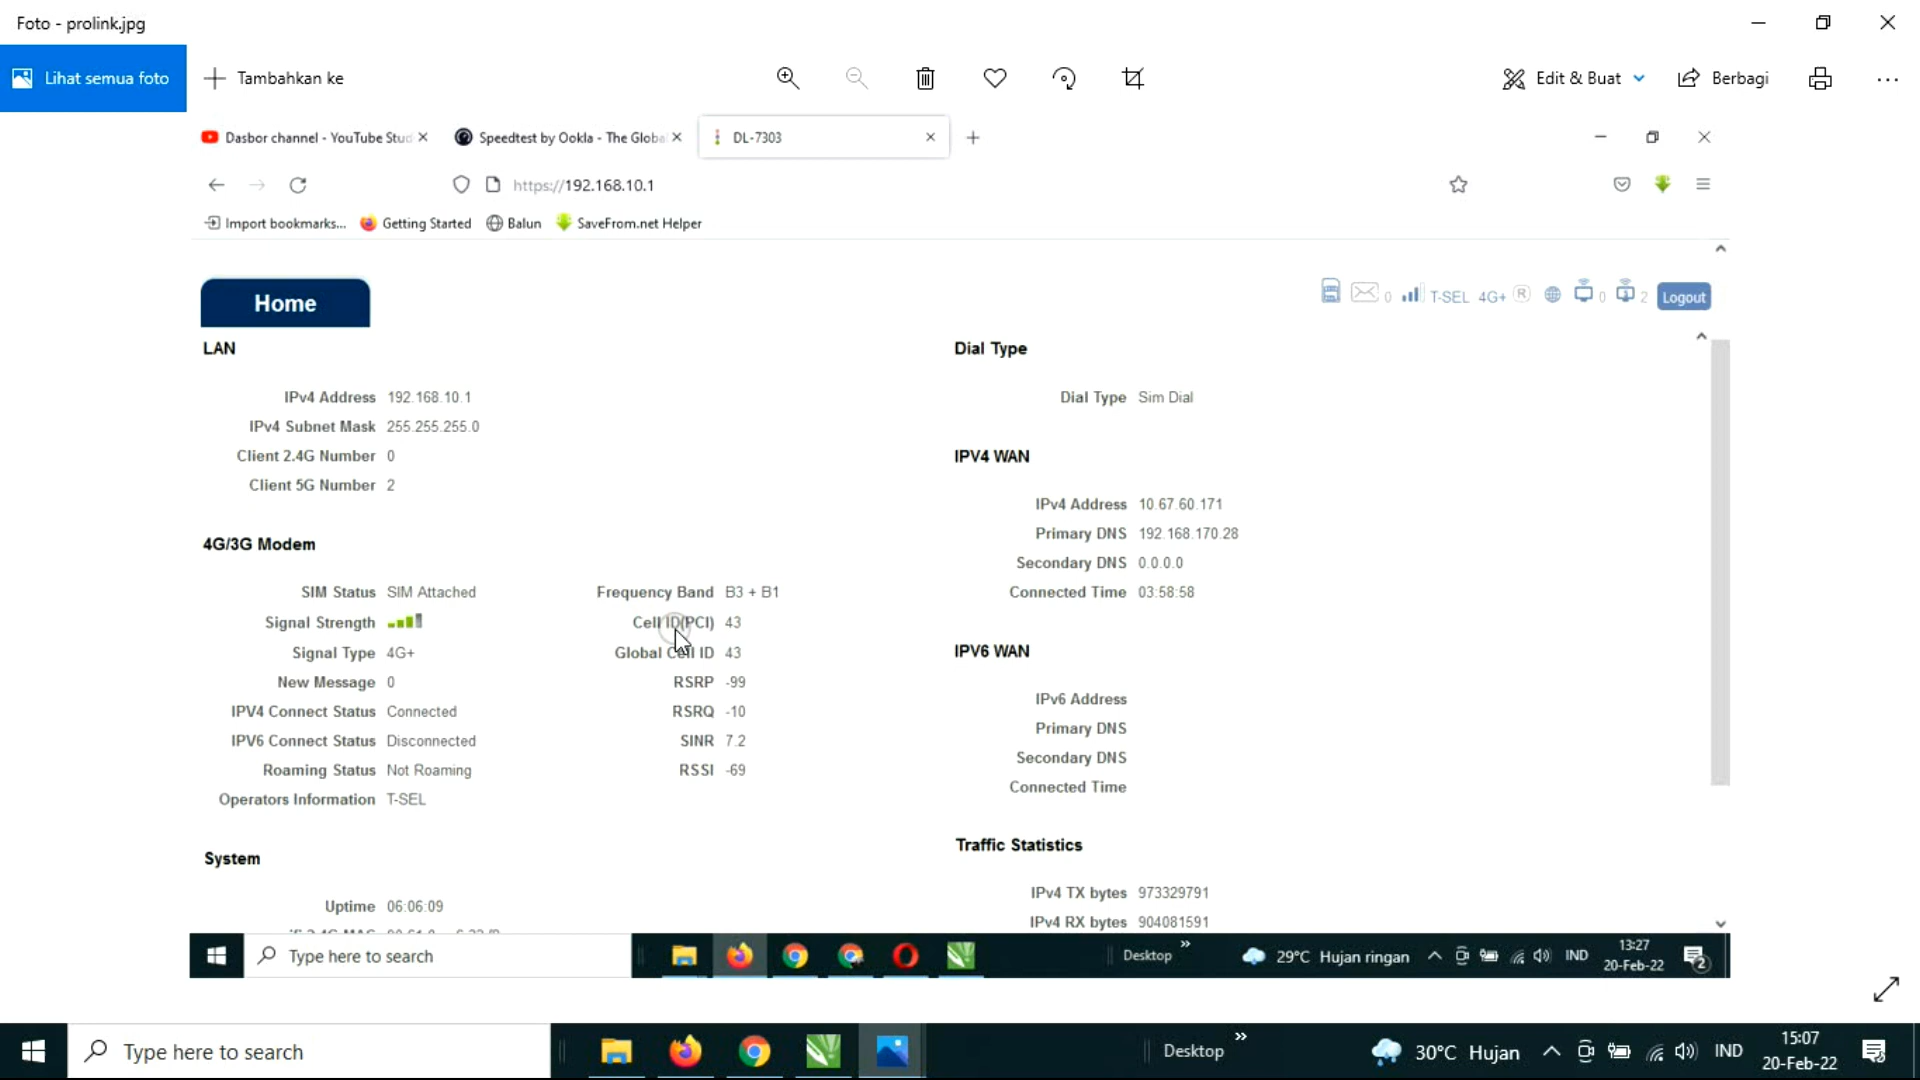 Foto - prolink.jpg
Lihat semua foto
Tambahkan ke
Edit & Buat
Berbagi
Dasbor channel - YouTube Stud
Speedtest by Ookla - The Globa
DL-7303
https://192.168.10.1
Import bookmarks...
Getting Started
Balun
SaveFrom.net Helper
Home
0 T-SEL 4G+ R 0 2 Logout
LAN
IPv4 Address 192.168.10.1
IPv4 Subnet Mask 255.255.255.0
Client 2.4G Number 0
Client 5G Number 2
4G/3G Modem
SIM Status SIM Attached
Signal Strength
Signal Type 4G+
New Message 0
IPV4 Connect Status Connected
IPV6 Connect Status Disconnected
Roaming Status Not Roaming
Operators Information T-SEL
Frequency Band B3 + B1
Cell ID(PCI) 43
Global Cell ID 43
RSRP -99
RSRQ -10
SINR 7.2
RSSI -69
System
Uptime 06:06:09
Dial Type
Dial Type Sim Dial
IPV4 WAN
IPv4 Address 10.67.60.171
Primary DNS 192.168.170.28
Secondary DNS 0.0.0.0
Connected Time 03:58:58
IPV6 WAN
IPv6 Address
Primary DNS
Secondary DNS
Connected Time
Traffic Statistics
IPv4 TX bytes 973329791
IPv4 RX bytes 904081591
Type here to search
Desktop
29°C Hujan ringan
IND
13:27
20-Feb-22
2
Type here to search
Desktop
30°C Hujan
IND
15:07
20-Feb-22